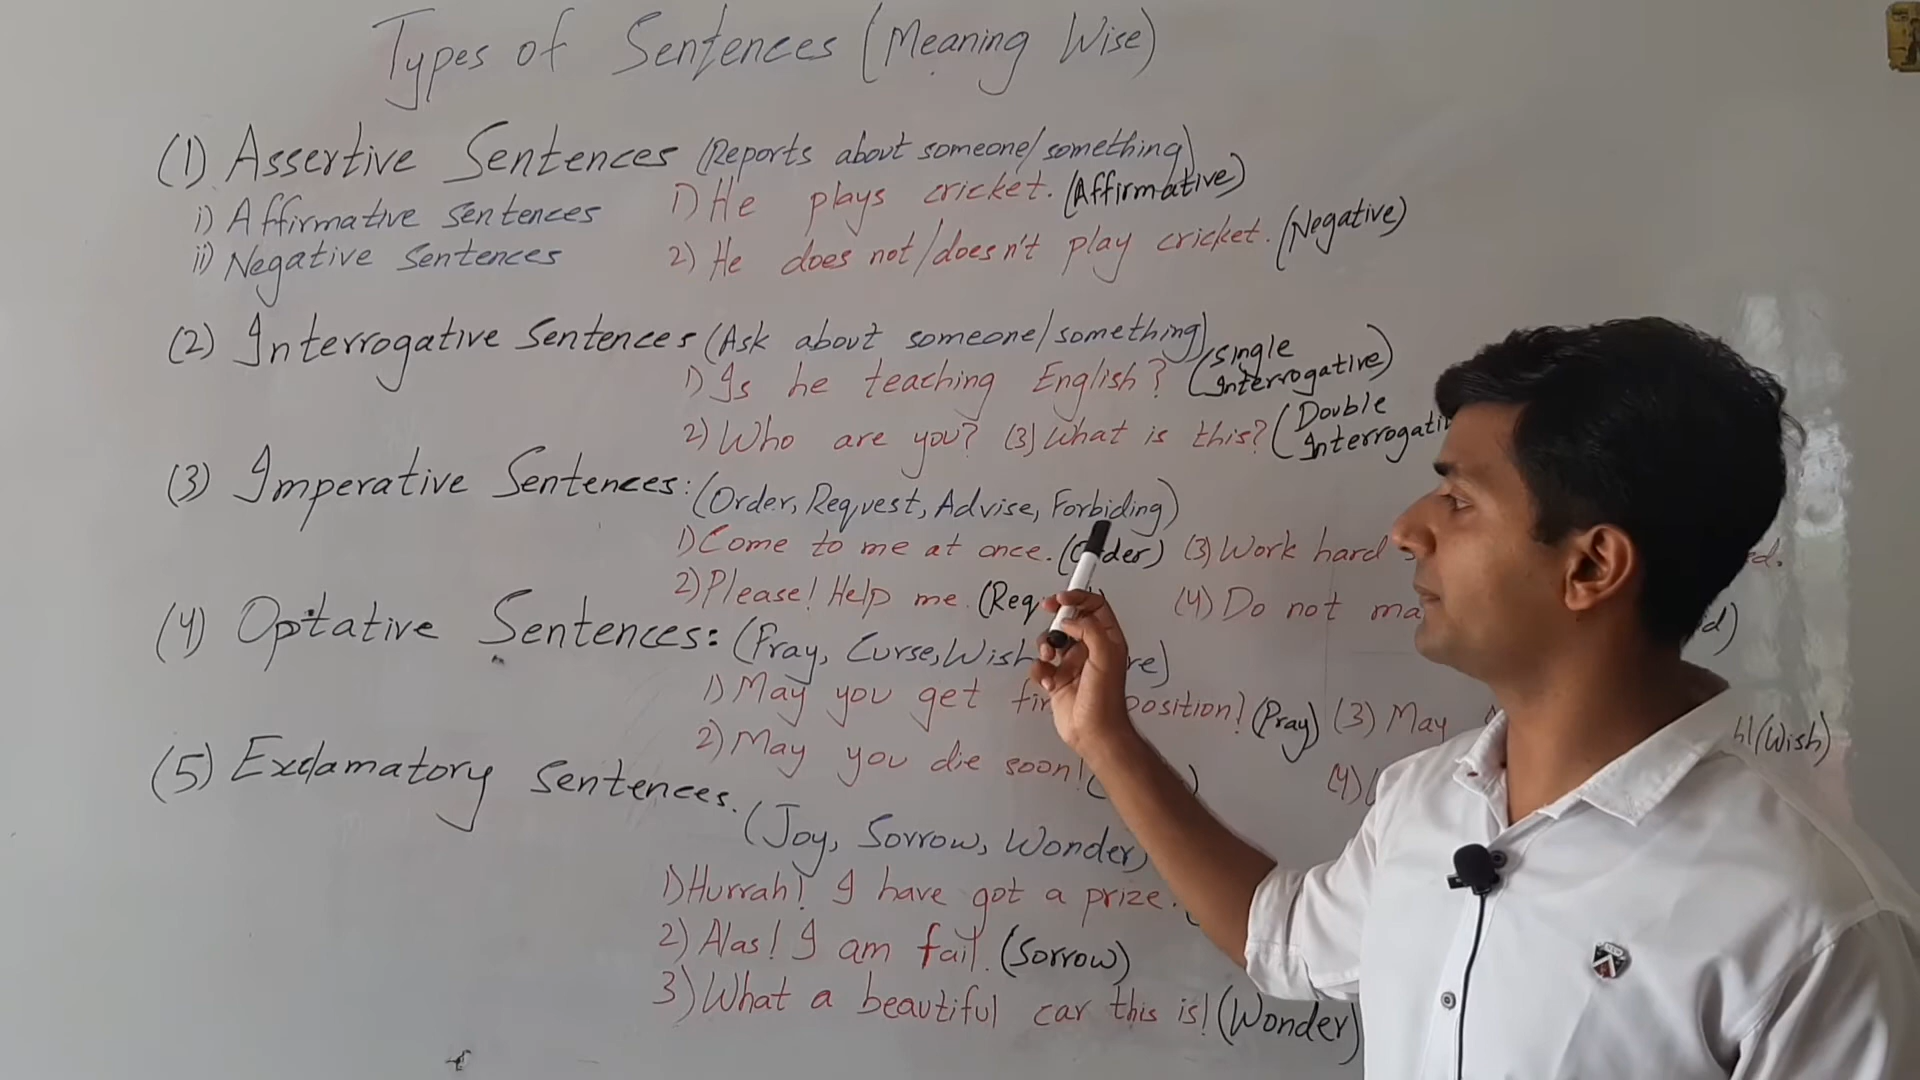 Types of Sentences (Meaning Wise)
(1) Assertive Sentences (Reports about someone/something)
i) Affirmative sentences 1) He plays cricket. (Affirmative)
ii) Negative sentences 2) He does not/doesn't play cricket. (Negative)
(2) Interrogative Sentences (Ask about someone/something)
1) Is he teaching English? (Single Interrogative)
2) Who are you? (3) What is this? (Double
(3) Imperative Sentences: (Order, Request, Advise, Forbiding)
1) Come to me at once. (Order) (3) Work hard
2) Please! Help me. (4) Do not
(4) Optative Sentences: (Pray, Curse, Wish
1) May you get position! (Pray) (3) May (Wish)
2) May you die soon! (4)
(5) Exclamatory Sentences.
(Joy, Sorrow, Wonder)
1) Hurrah! I have got a prize.
2) Alas! I am fail. (Sorrow)
3) What a beautiful car this is! (Wonder)